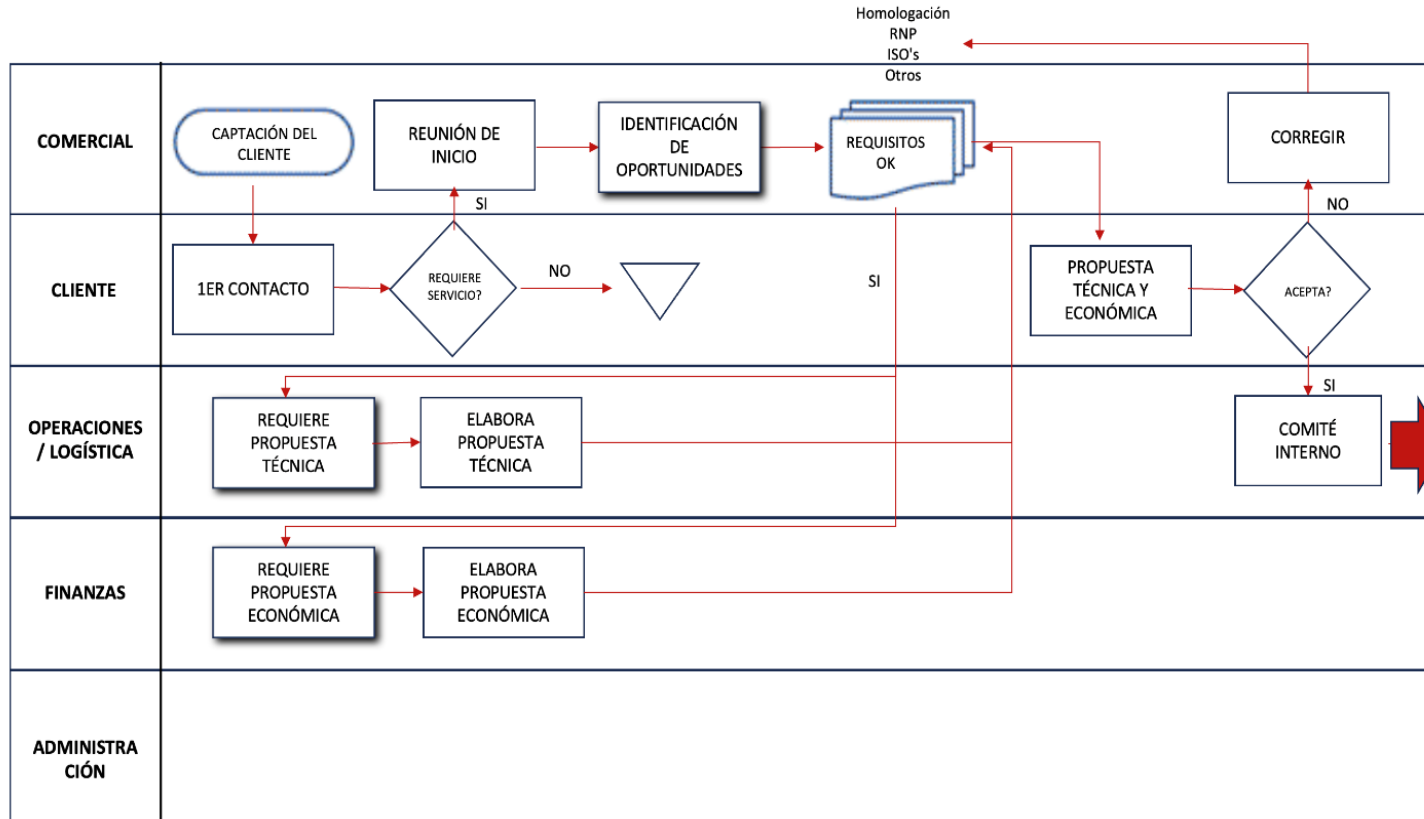 Homologación
RNP
ISO's
Otros
COMERCIAL
CAPTACIÓN DEL
CLIENTE
REUNIÓN DE
INICIO
IDENTIFICACIÓN
DE
OPORTUNIDADES
REQUISITOS
OK
CORREGIR
SI
NO
CLIENTE
1ER CONTACTO
REQUIERE
SERVICIO?
NO
SI
PROPUESTA
TÉCNICA Y
ECONÓMICA
ACEPTA?
SI
OPERACIONES
/ LOGÍSTICA
REQUIERE
PROPUESTA
TÉCNICA
ELABORA
PROPUESTA
TÉCNICA
COMITÉ
INTERNO
FINANZAS
REQUIERE
PROPUESTA
ECONÓMICA
ELABORA
PROPUESTA
ECONÓMICA
ADMINISTRA
CIÓN